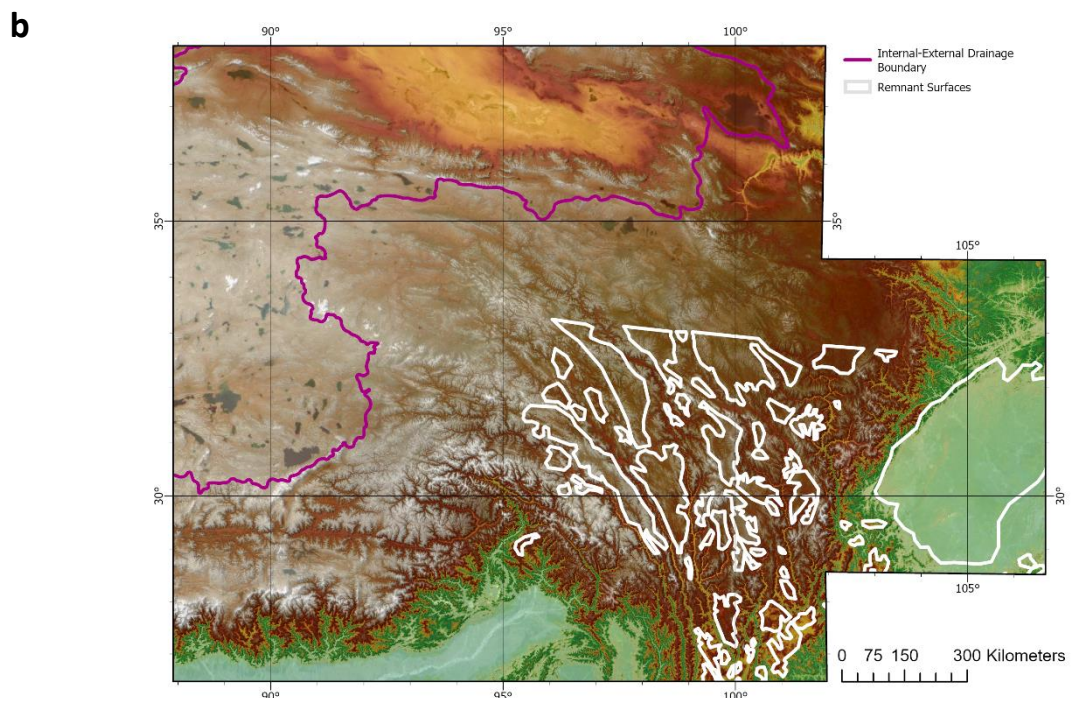 b
90°
95°
100°
Internal-External Drainage
Boundary
Remnant Surfaces
35°
35°
105°
30°
30°
105°
0 75 150 300 Kilometers
90°
95°
100°